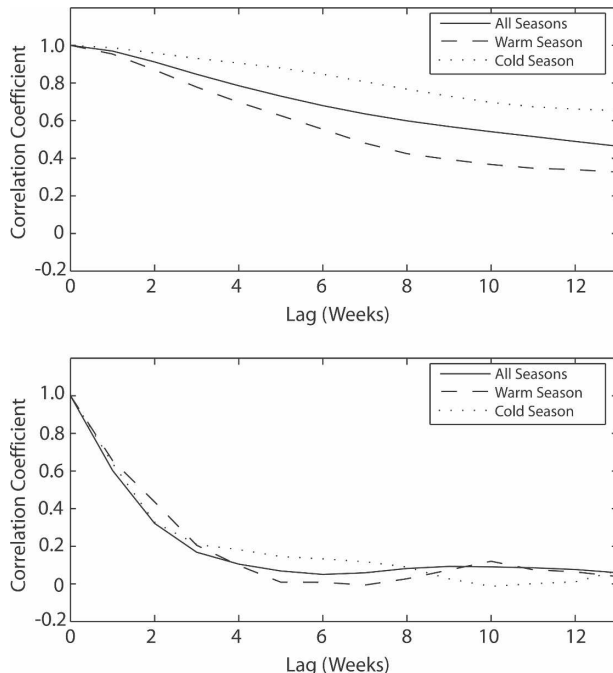 All Seasons
Warm Season
Cold Season
Correlation Coefficient
1.0
0.8
0.6
0.4
0.2
0
-0.2
0 2 4 6 8 10 12
Lag (Weeks)
All Seasons
Warm Season
Cold Season
Correlation Coefficient
1.0
0.8
0.6
0.4
0.2
0
-0.2
0 2 4 6 8 10 12
Lag (Weeks)